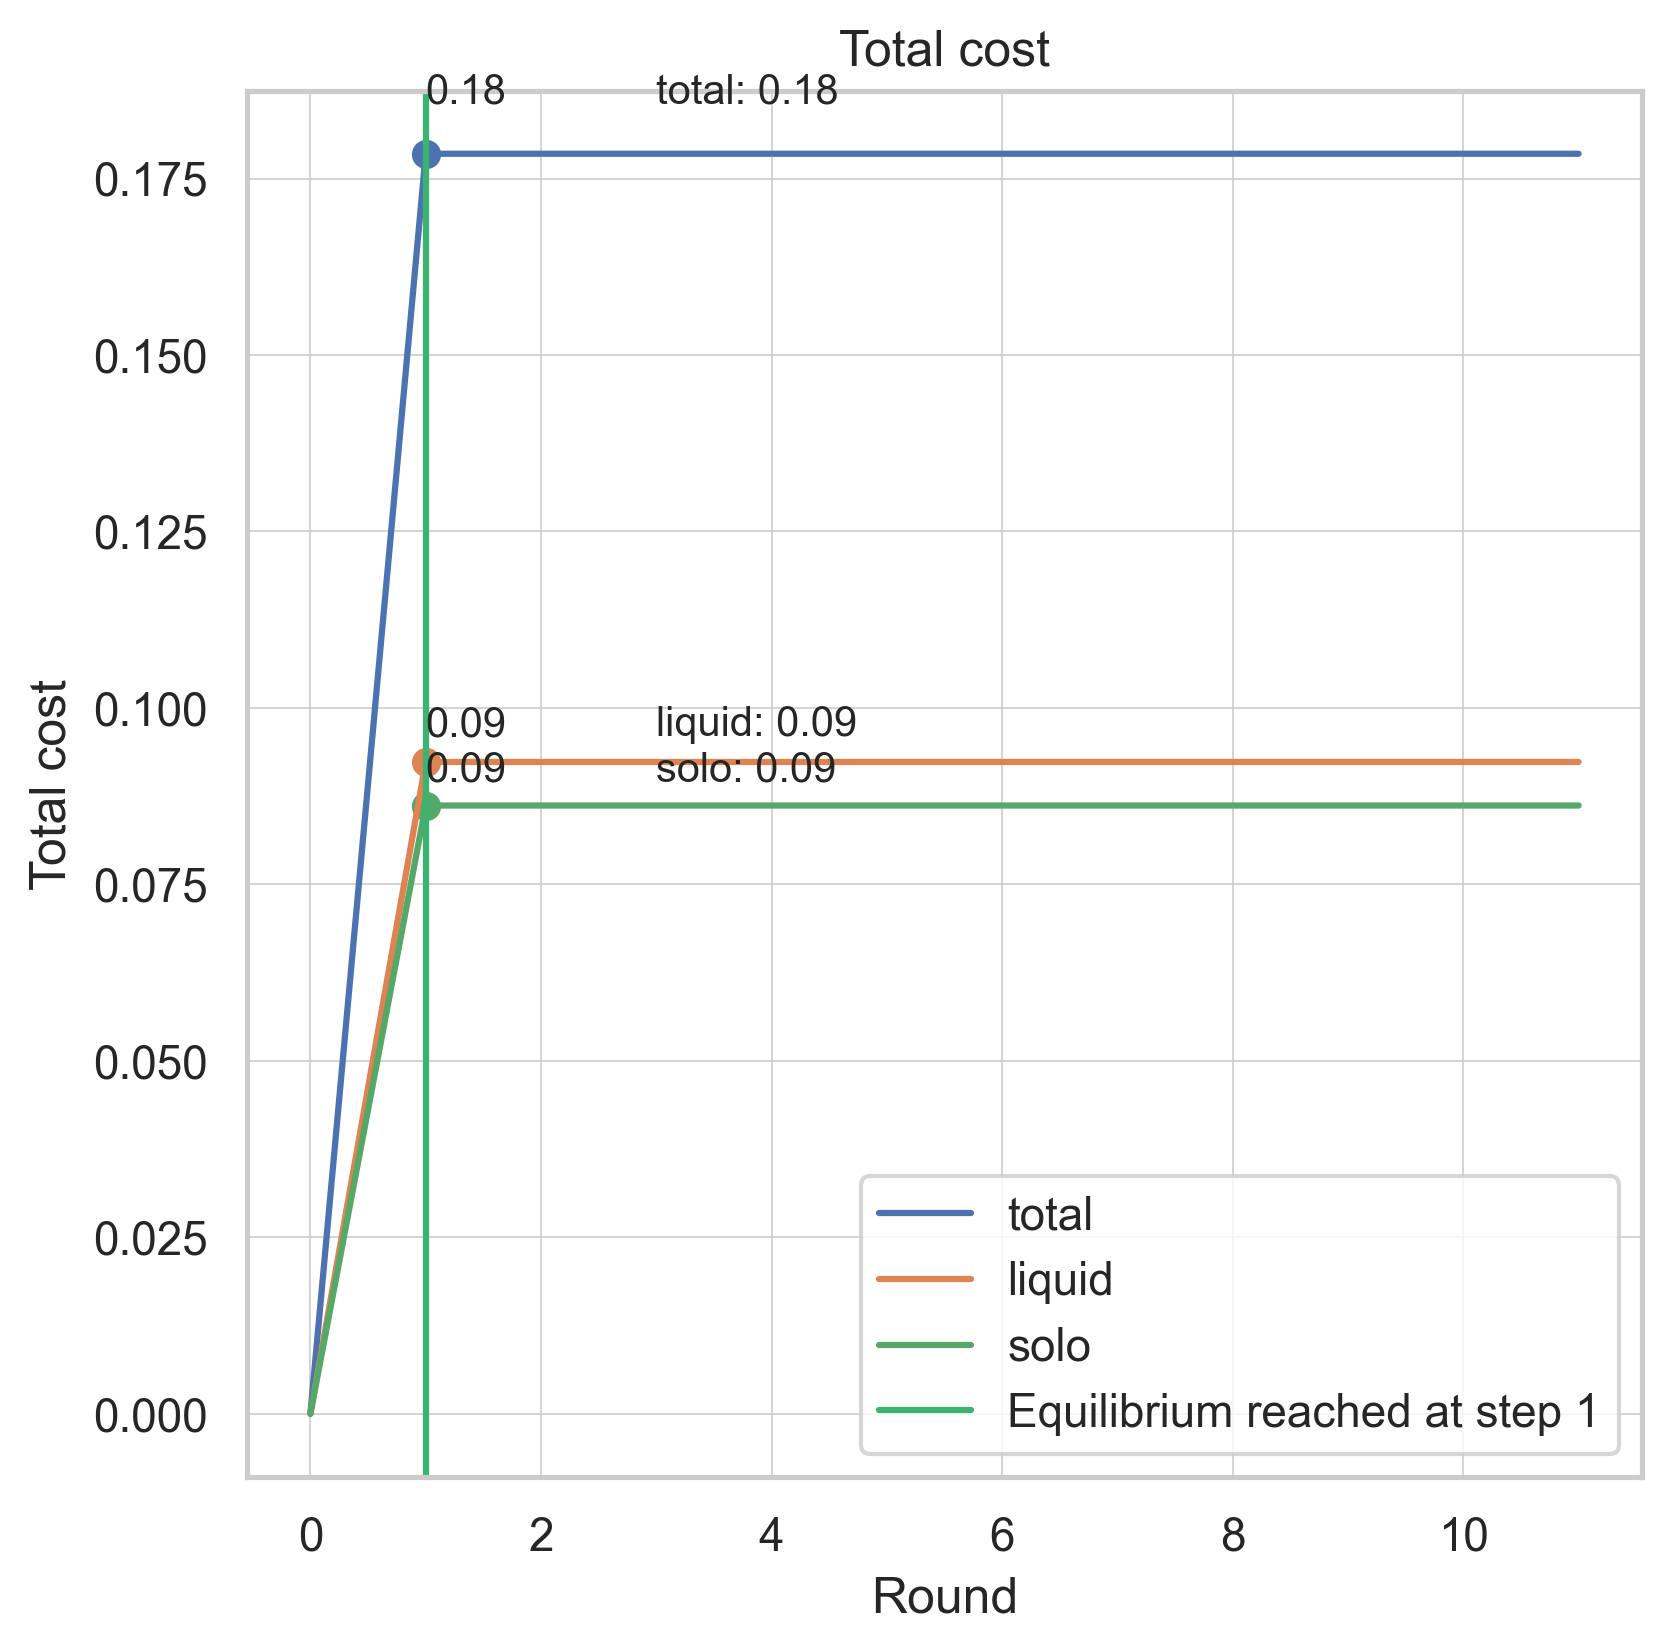 Total cost
0.18 total: 0.18
0.175
0.150
0.125
0.100
0.09 liquid: 0.09
0.09 solo: 0.09
0.075
0.050
0.025
0.000
Total cost
total
liquid
solo
Equilibrium reached at step 1
0 2 4 6 8 10
Round